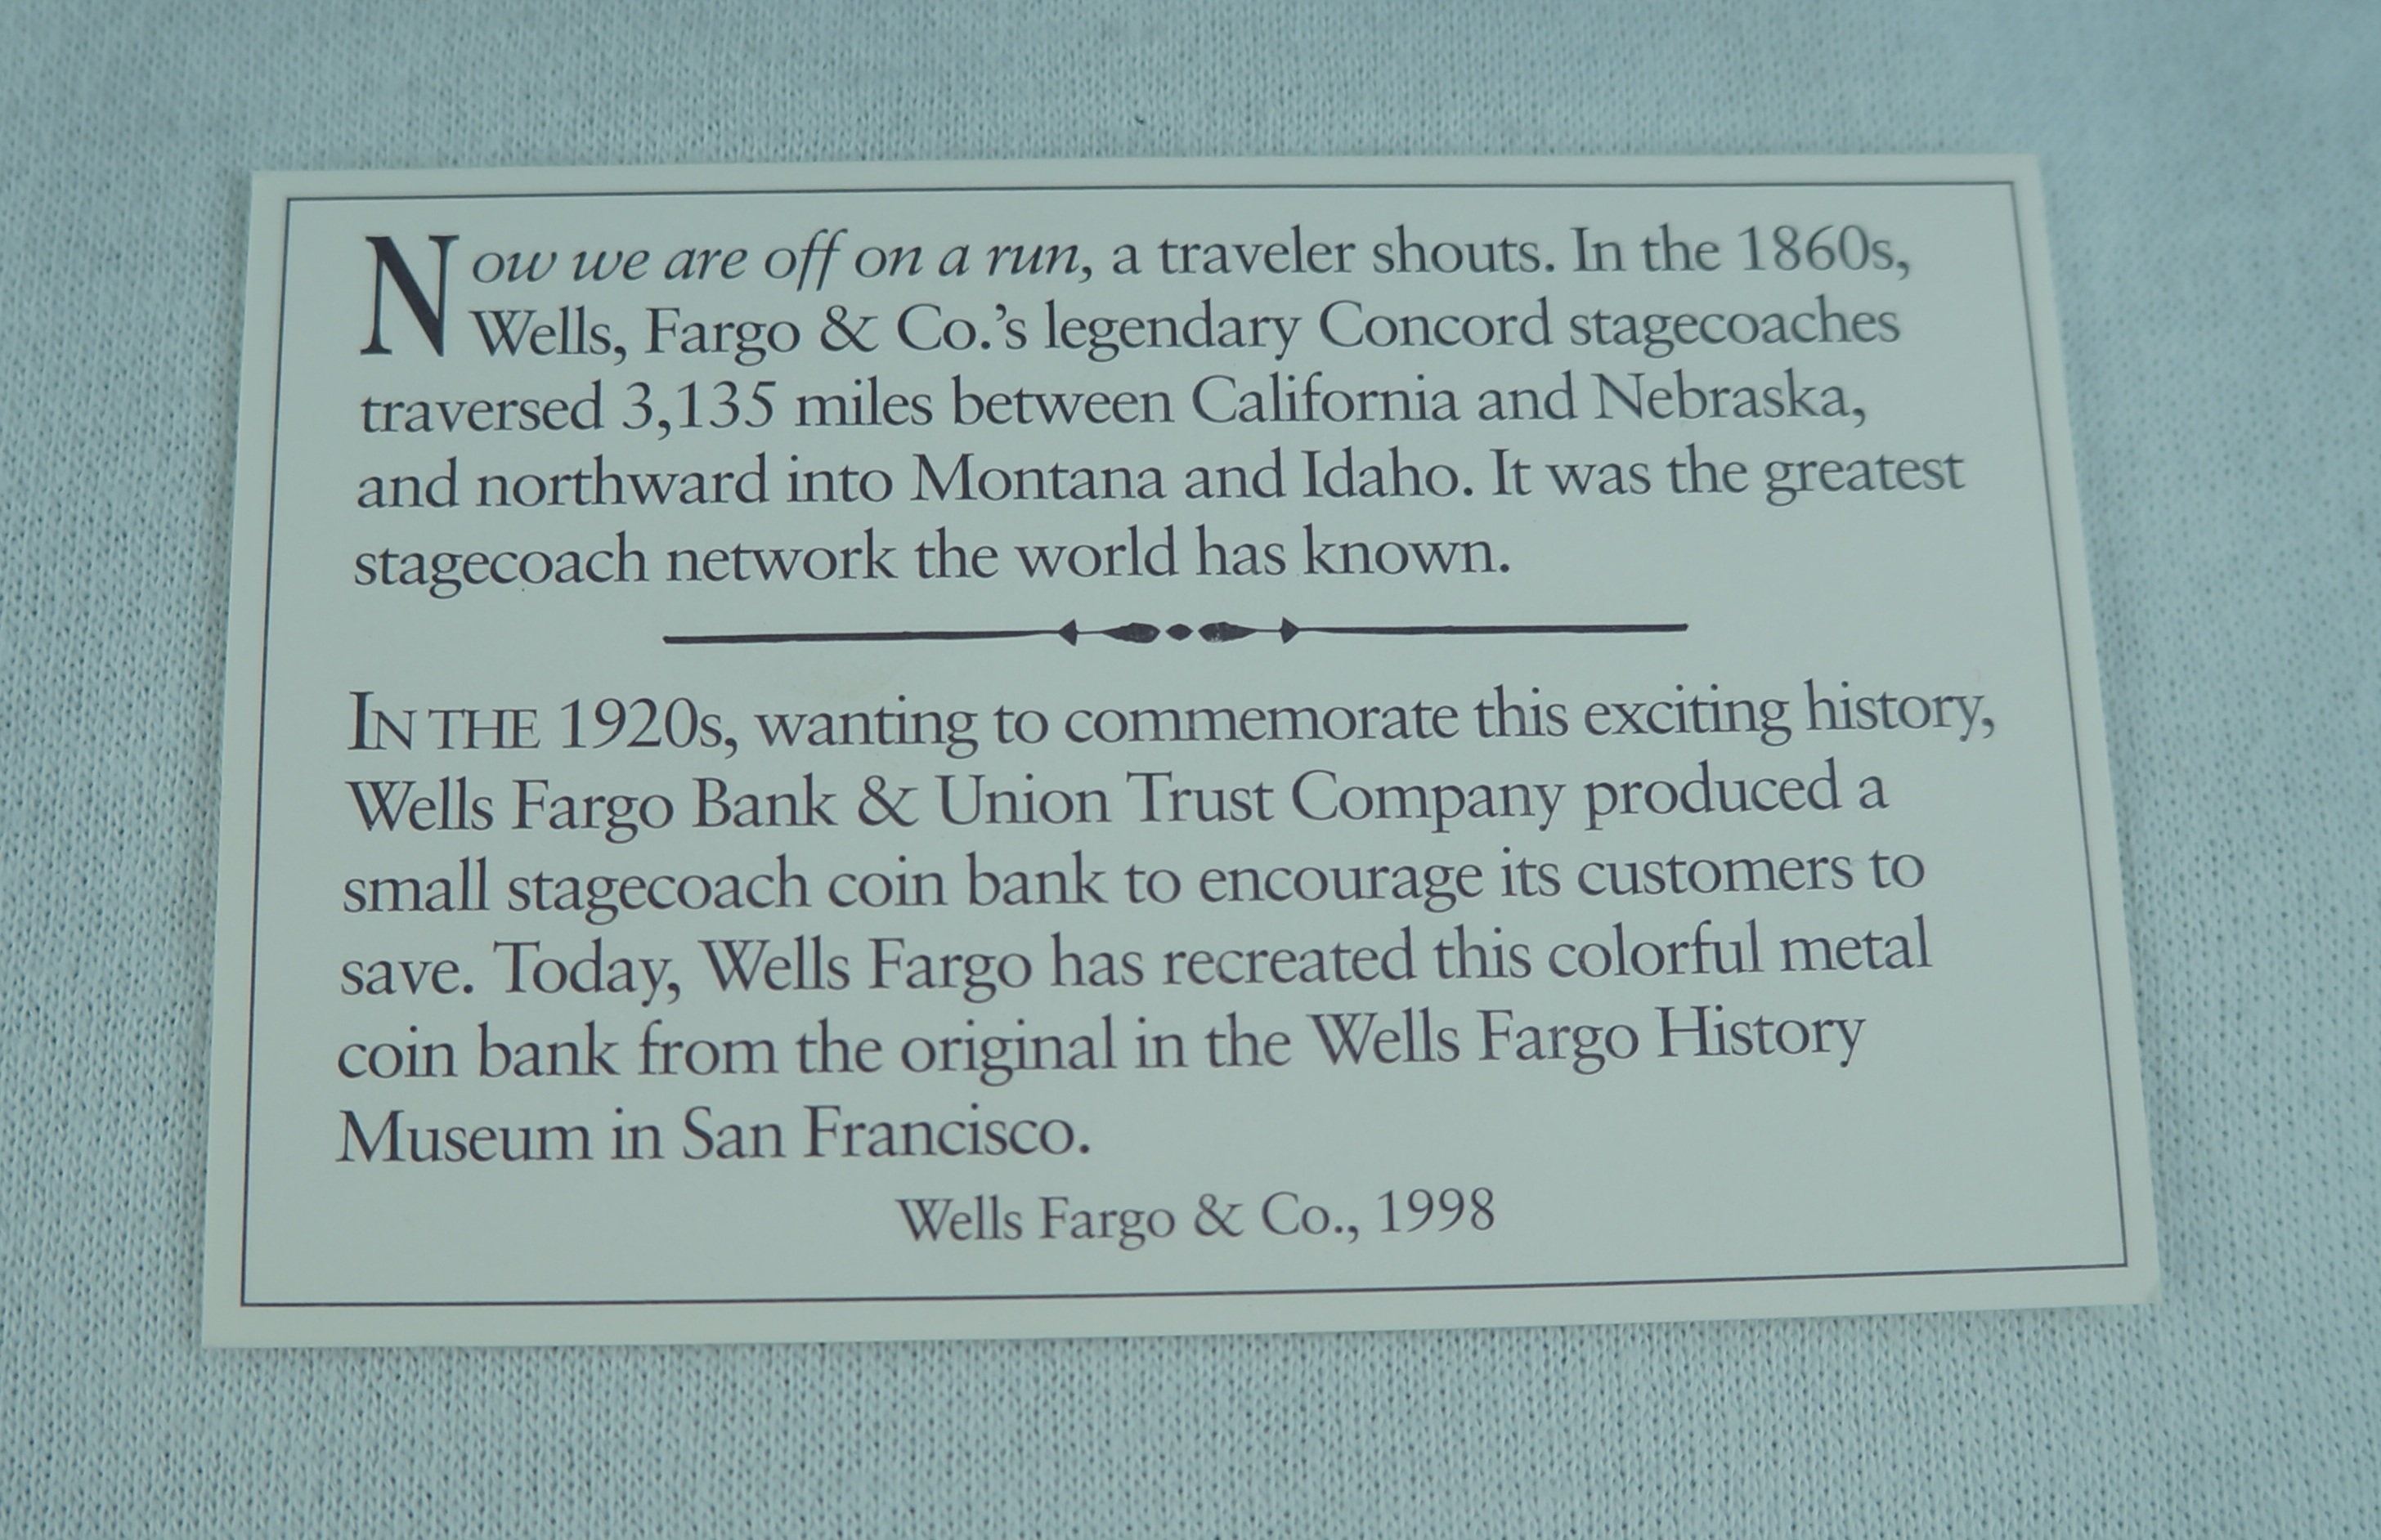 Now we are off on a run, a traveler shouts. In the 1860s,
Wells, Fargo & Co.’s legendary Concord stagecoaches
traversed 3,135 miles between California and Nebraska,
and northward into Montana and Idaho. It was the greatest
stagecoach network the world has known.
IN THE 1920s, wanting to commemorate this exciting history,
Wells Fargo Bank & Union Trust Company produced a
small stagecoach coin bank to encourage its customers to
save. Today, Wells Fargo has recreated this colorful metal
coin bank from the original in the Wells Fargo History
Museum in San Francisco.
Wells Fargo & Co., 1998